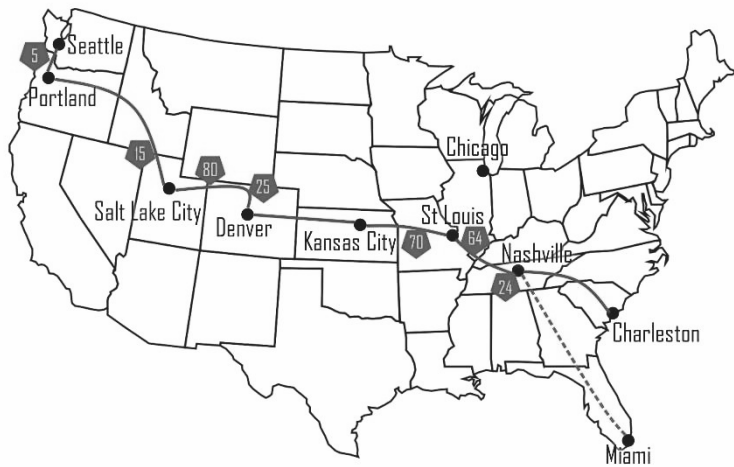 Seattle
5
Portland
Chicago
15
80
25
Salt Lake City
Denver
Kansas City
St Louis
70
64
Nashville
24
Charleston
Miami